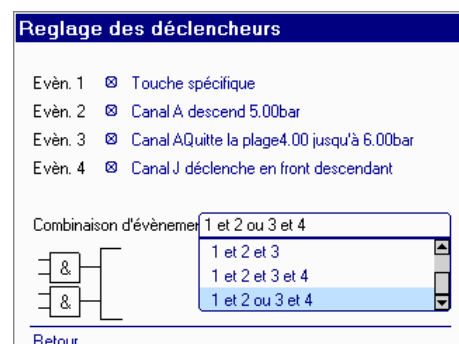 Reglage des déclencheurs
Evèn. 1 Touche spécifique
Evèn. 2 Canal A descend 5.00bar
Evèn. 3 Canal AQuitte la plage4.00 jusqu'à 6.00bar
Evèn. 4 Canal J déclenche en front descendant
Combinaison d'évènemer 1 et 2 ou 3 et 4
1 et 2 et 3
& 1 et 2 et 3 et 4
& 1 et 2 ou 3 et 4
Retour